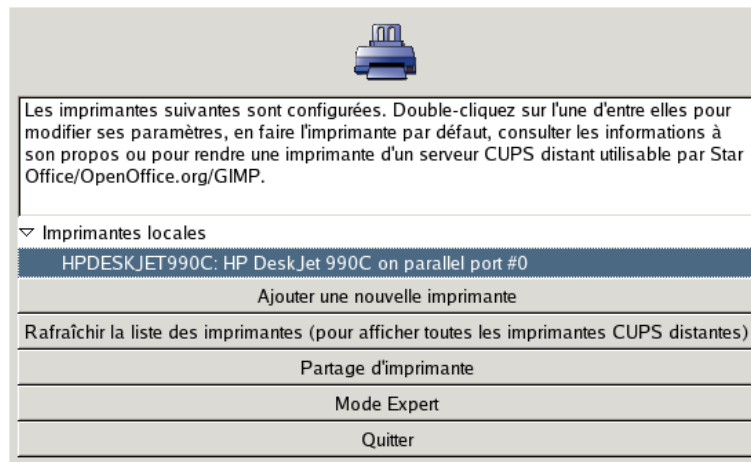 Les imprimantes suivantes sont configurées. Double-cliquez sur l'une d'entre elles pour
modifier ses paramètres, en faire l'imprimante par défaut, consulter les informations à
son propos ou pour rendre une imprimante d'un serveur CUPS distant utilisable par Star
Office/OpenOffice.org/GIMP.
Imprimantes locales
HPDESKJET990C: HP DeskJet 990C on parallel port #0
Ajouter une nouvelle imprimante
Rafraîchir la liste des imprimantes (pour afficher toutes les imprimantes CUPS distantes)
Partage d'imprimante
Mode Expert
Quitter